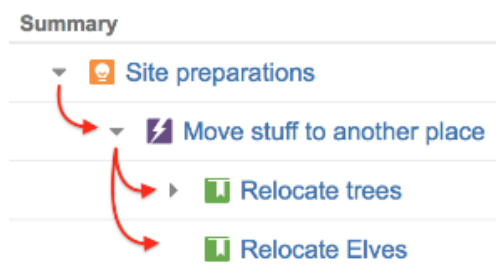 Summary
Site preparations
Move stuff to another place
Relocate trees
Relocate Elves